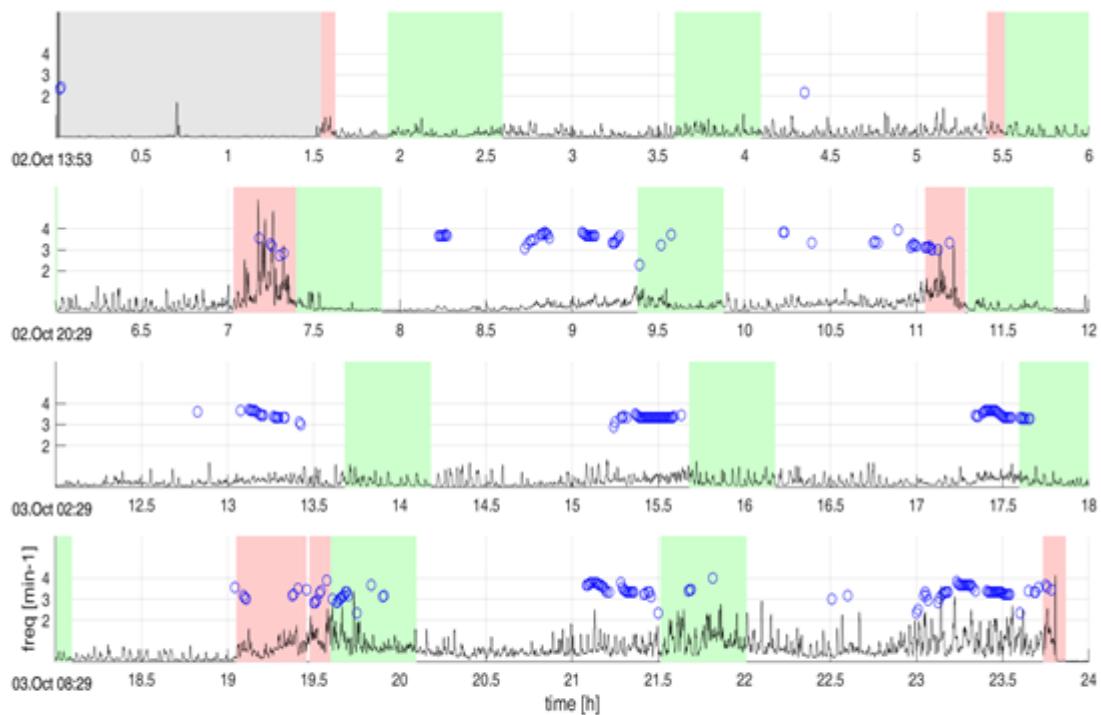 4
3
2
02.Oct 13:53 0.5 1 1.5 2 2.5 3 3.5 4 4.5 5 5.5 6
4
3
2
02.Oct 20:29 6.5 7 7.5 8 8.5 9 9.5 10 10.5 11 11.5 12
4
3
2
03.Oct 02:29 12.5 13 13.5 14 14.5 15 15.5 16 16.5 17 17.5 18
freq [min-1]
4
3
2
03.Oct 08:29 18.5 19 19.5 20 20.5 21 21.5 22 22.5 23 23.5 24
time [h]